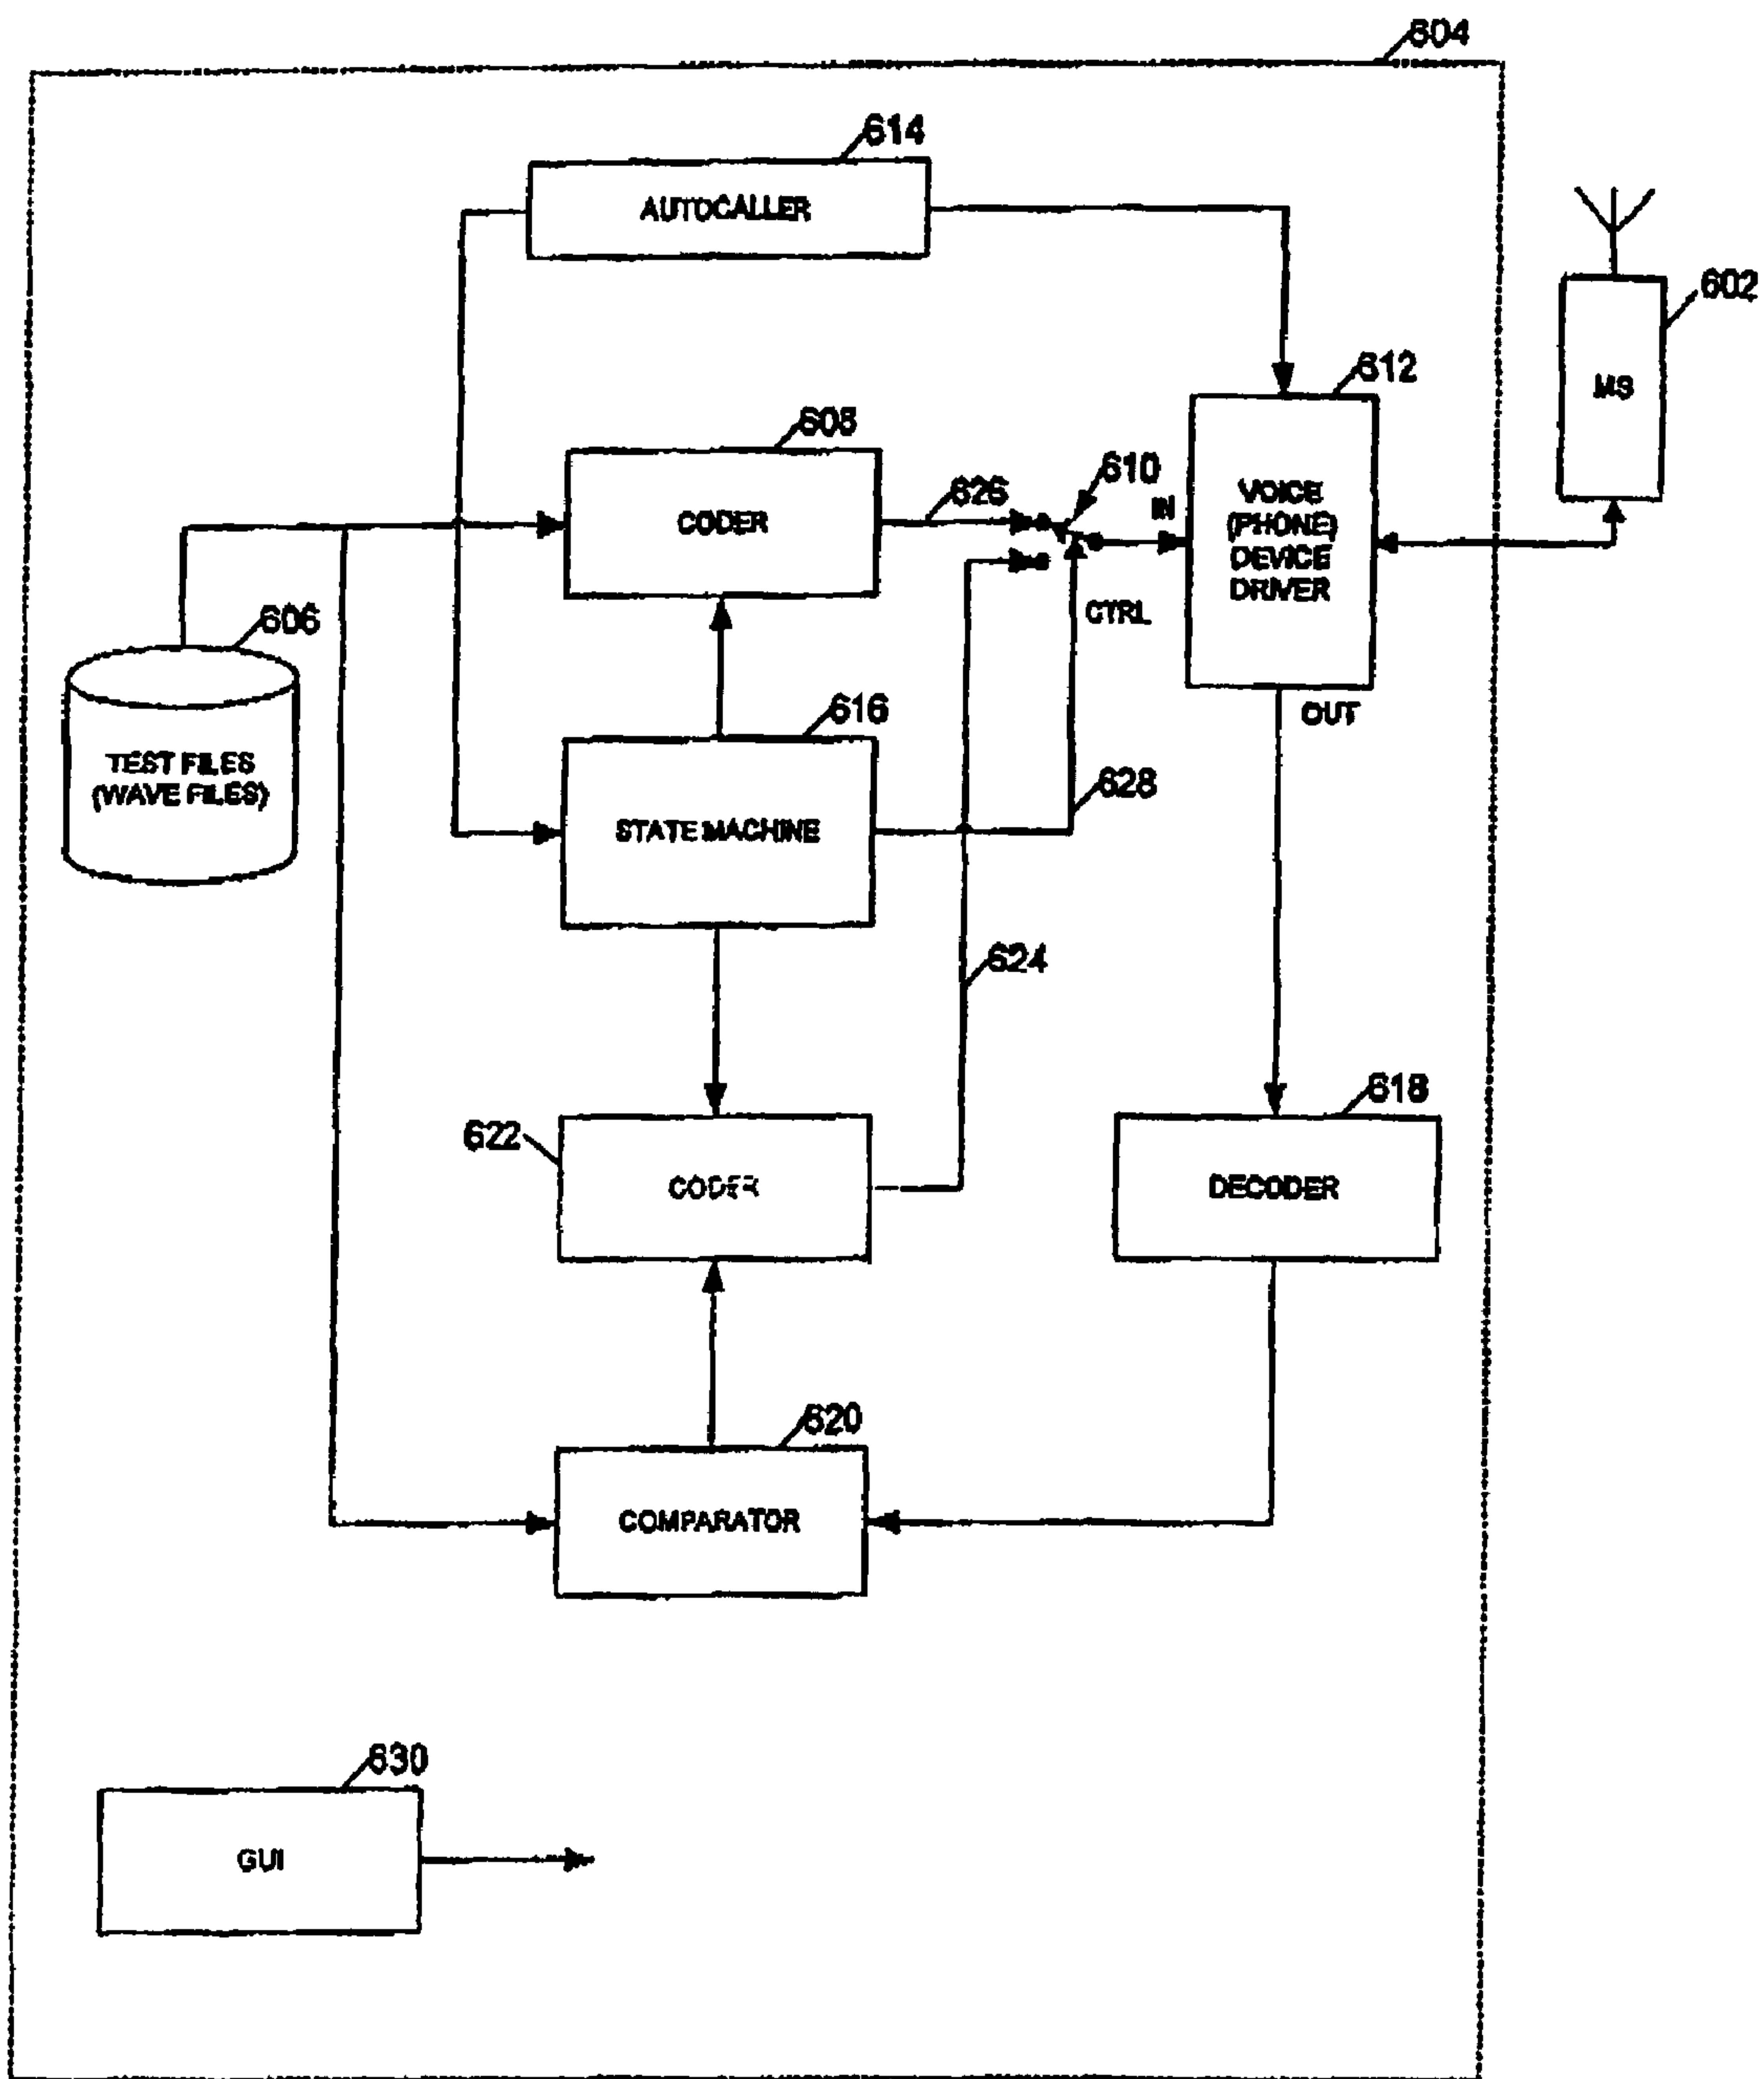 604
614
AUTOCALLER
602
MS
612
VOICE
(PHONE)
DEVICE
DRIVER
608
CODER
626
610
IN
CTRL
606
TEST FILES
(WAVE FILES)
616
STATE MACHINE
628
OUT
624
618
622
CODER
DECODER
620
COMPARATOR
630
GUI